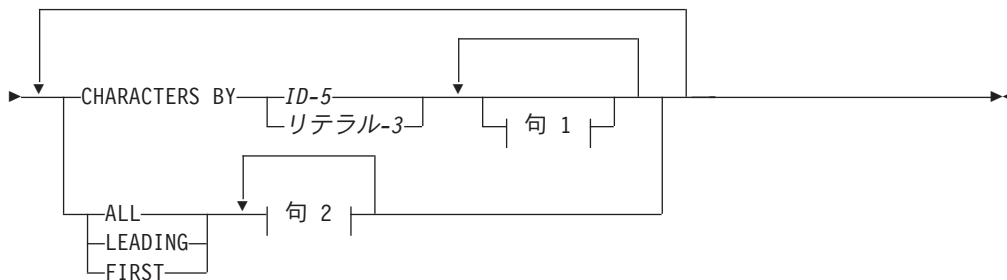 CHARACTERS BY ID-5
リテラル-3
句 1
ALL
LEADING
FIRST
句 2